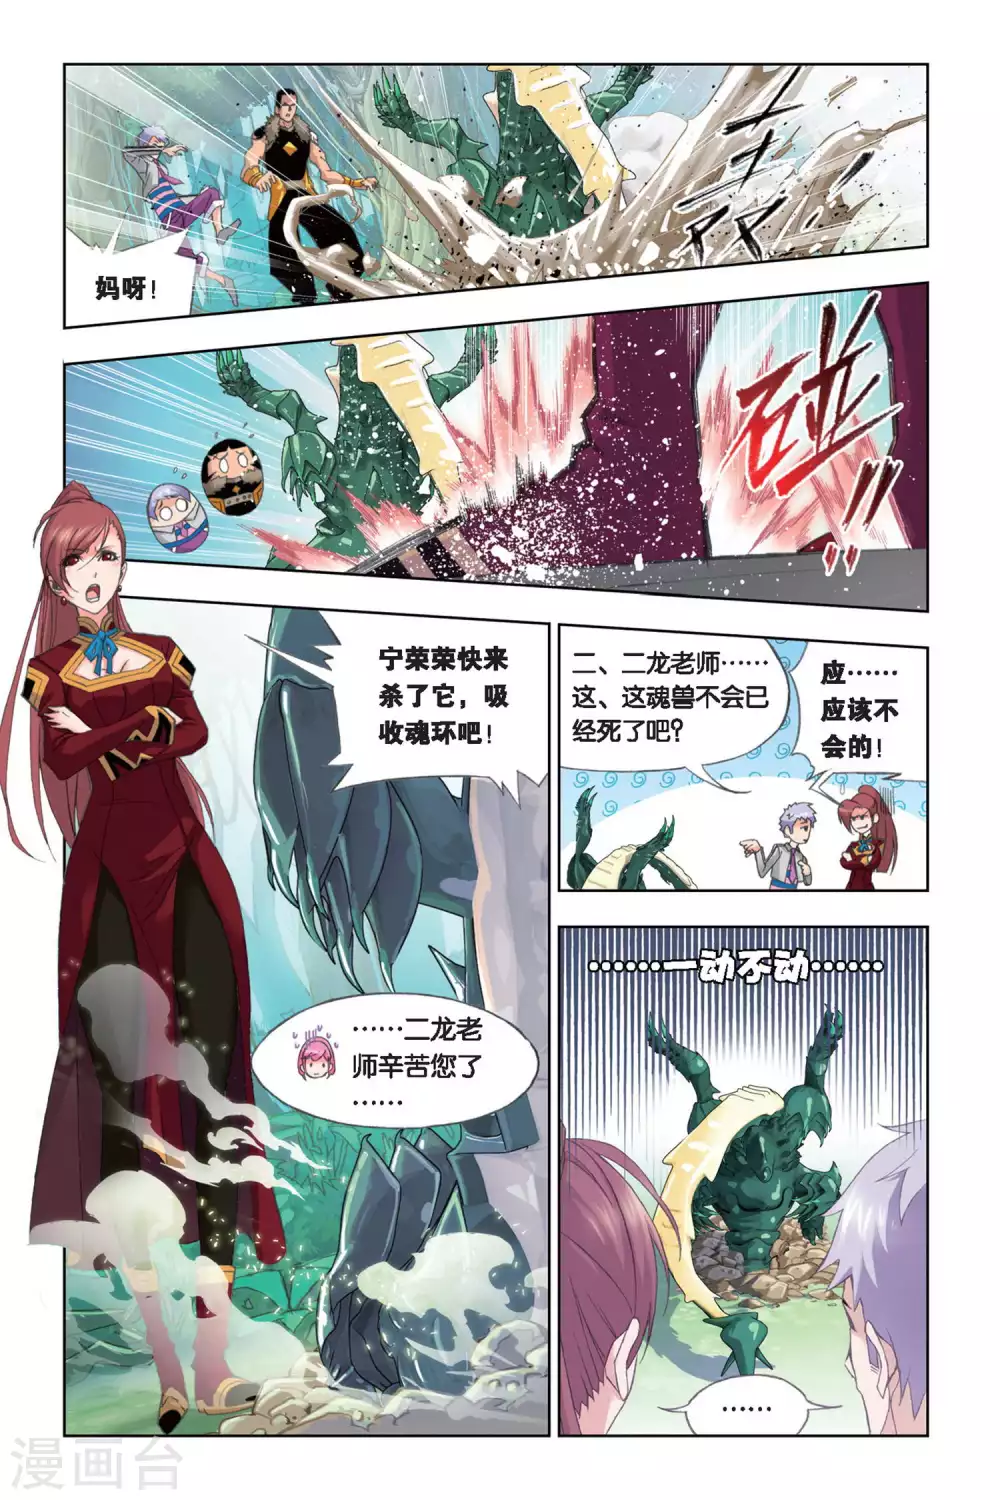 轰
妈呀！
碰
宁荣荣快来
杀了它，吸
收魂环吧！
……二龙老
师辛苦您了
……
二、二龙老师……
这、这魂兽不会已
经死了吧？
应……
应该不
会的！
……一动不动……
……
漫画台